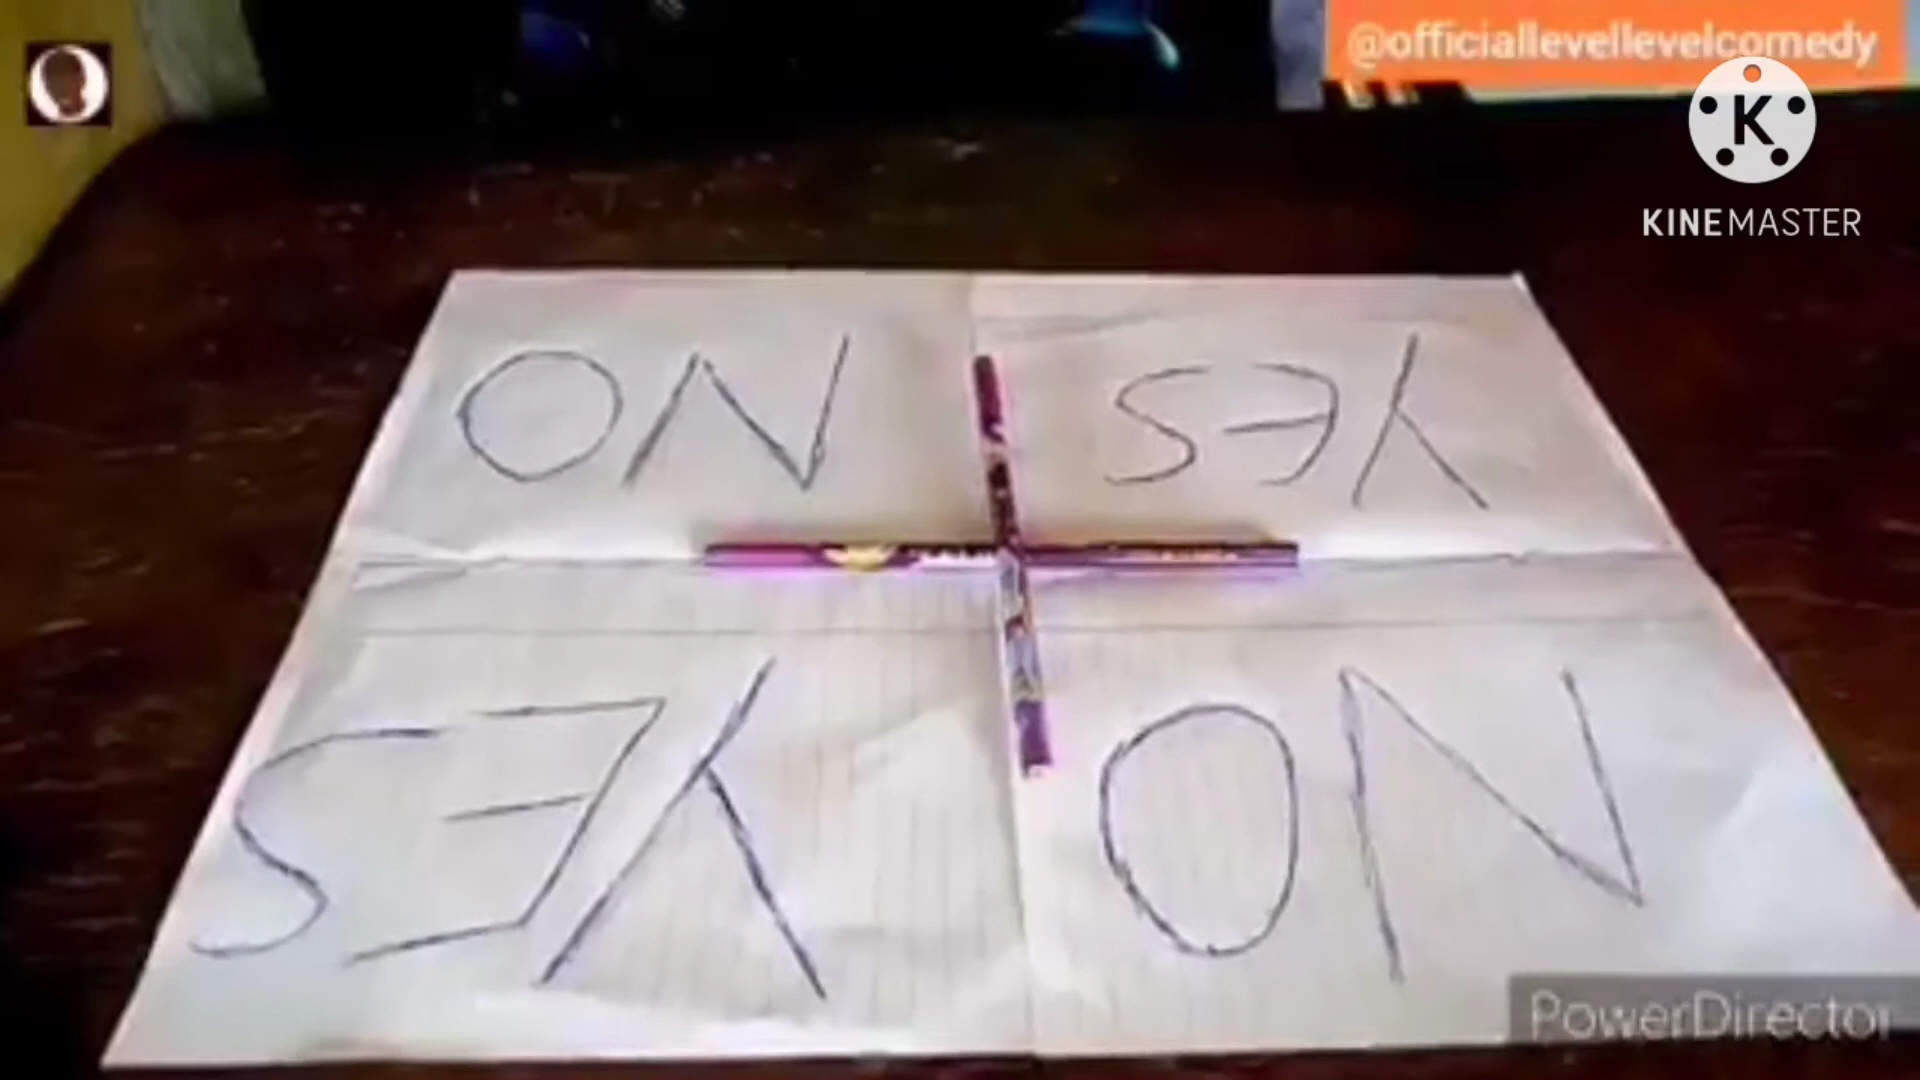 @officiallevellevelcomedy
K
KINEMASTER
NO YES
YES NO
PowerDirector